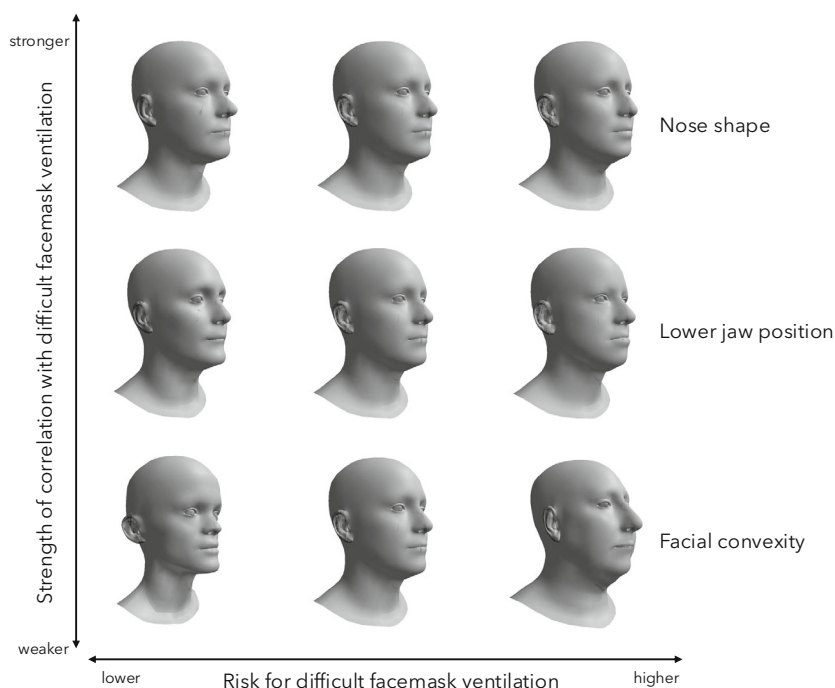 stronger
Strength of correlation with difficult facemask ventilation
Nose shape
Lower jaw position
Facial convexity
weaker
lower
Risk for difficult facemask ventilation
higher